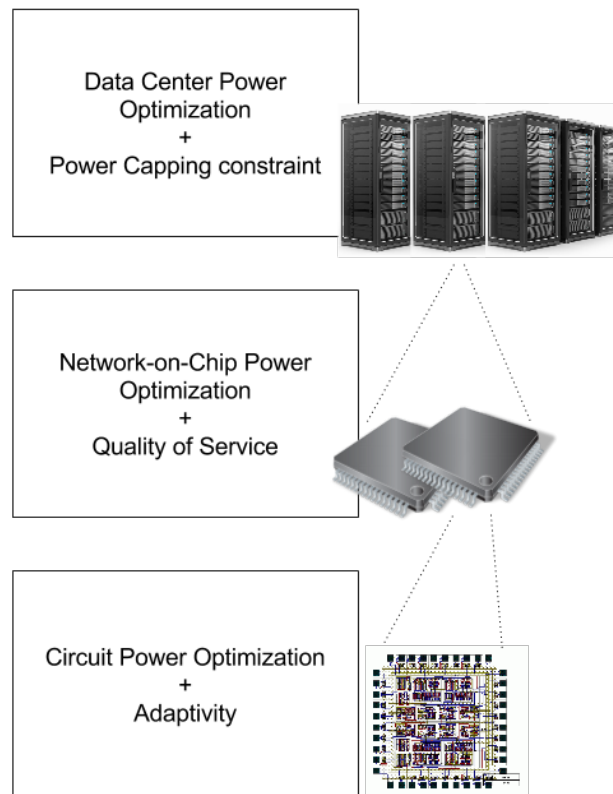 Data Center Power
Optimization
+
Power Capping constraint
Network-on-Chip Power
Optimization
+
Quality of Service
Circuit Power Optimization
+
Adaptivity